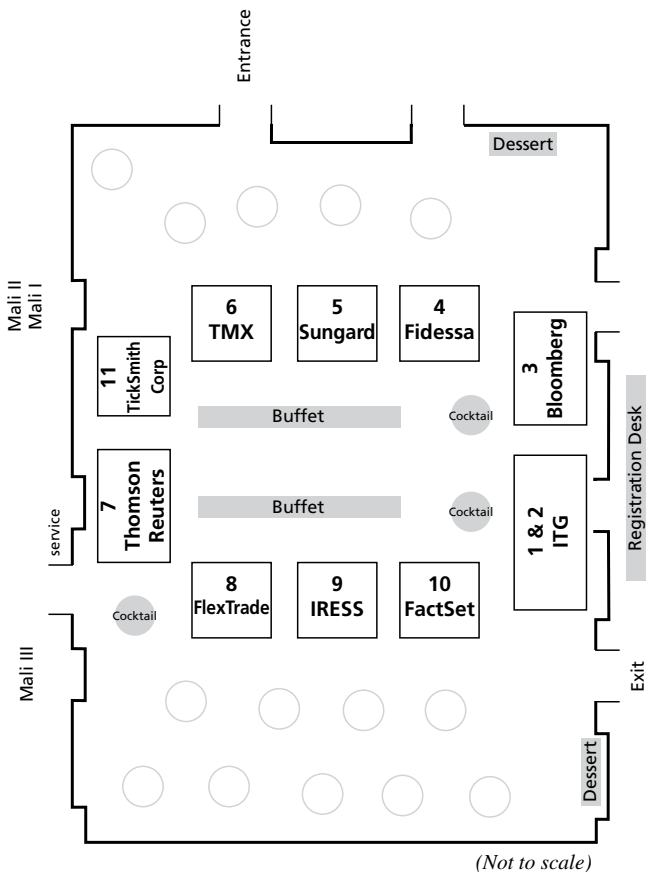 Entrance
Dessert
Mali II
Mali I
6
TMX
5
Sungard
4
Fidessa
3
Bloomberg
11
TickSmith
Corp
Buffet
Cocktail
Registration Desk
7
Thomson
Reuters
Buffet
Cocktail
1 & 2
ITG
service
8
FlexTrade
9
IRESS
10
FactSet
Cocktail
Mali III
Exit
Dessert
(Not to scale)